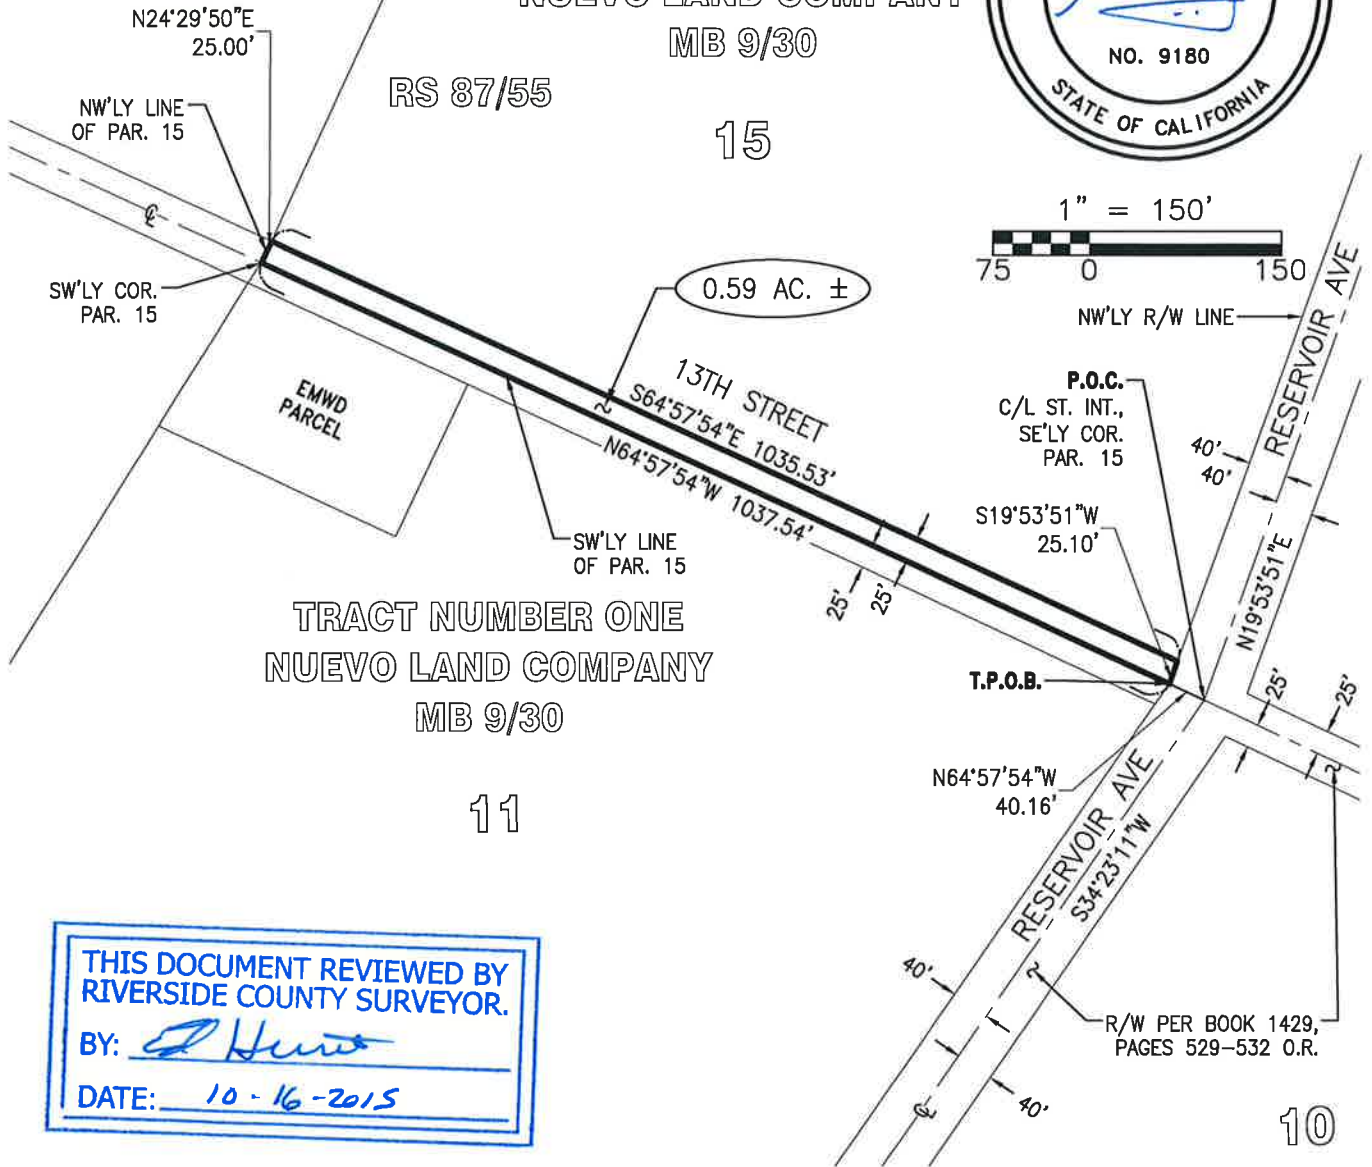 NUEVO LAND COMPANY
MB 9/30
N24°29'50"E
25.00'
RS 87/55
15
NO. 9180
STATE OF CALIFORNIA
NW'LY LINE
OF PAR. 15
1" = 150'
75 0 150
SW'LY COR.
PAR. 15
0.59 AC. ±
NW'LY R/W LINE
RESERVOIR AVE
EMWD
PARCEL
13TH STREET
S64°57'54"E 1035.53'
N64°57'54"W 1037.54'
P.O.C.
C/L ST. INT.,
SE'LY COR.
PAR. 15
40'
40'
S19°53'51"W
25.10'
N19°53'51"E
SW'LY LINE
OF PAR. 15
25'
25'
TRACT NUMBER ONE
NUEVO LAND COMPANY
MB 9/30
11
T.P.O.B.
25'
25'
N64°57'54"W
40.16'
RESERVOIR AVE
S34°23'11"W
40'
40'
R/W PER BOOK 1429,
PAGES 529-532 O.R.
10
THIS DOCUMENT REVIEWED BY
RIVERSIDE COUNTY SURVEYOR.
BY: Ed Hunt
DATE: 10-16-2015